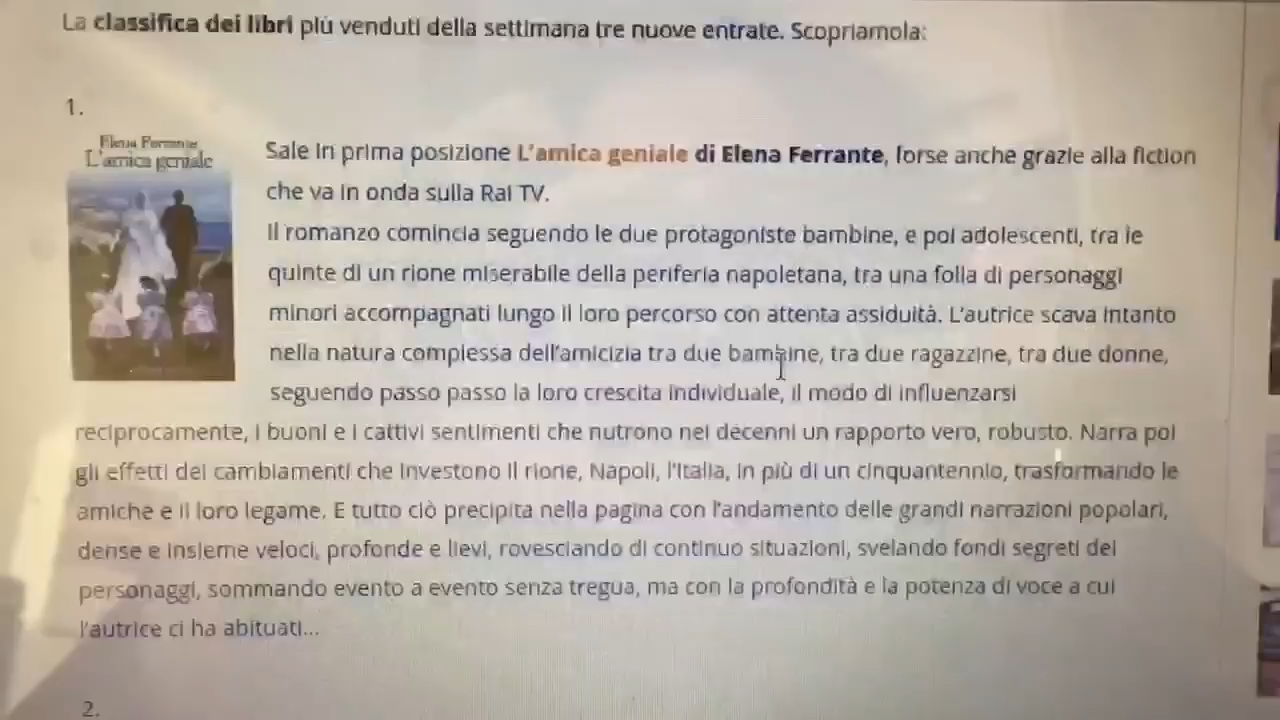 La classifica dei libri più venduti della settimana tre nuove entrate. Scopriamola:
1.
Elena Ferrante
L'amica geniale
Sale in prima posizione L'amica geniale di Elena Ferrante, forse anche grazie alla fiction
che va in onda sulla Rai TV.
Il romanzo comincia seguendo le due protagoniste bambine, e poi adolescenti, tra le
quinte di un rione miserabile della periferia napoletana, tra una folla di personaggi
minori accompagnati lungo il loro percorso con attenta assiduità. L'autrice scava intanto
nella natura complessa dell'amicizia tra due bambine, tra due ragazzine, tra due donne,
seguendo passo passo la loro crescita individuale, il modo di influenzarsi
reciprocamente, i buoni e i cattivi sentimenti che nutrono nei decenni un rapporto vero, robusto. Narra poi
gli effetti dei cambiamenti che investono il rione, Napoli, l'Italia, in più di un cinquantennio, trasformando le
amiche e il loro legame. E tutto ciò precipita nella pagina con l'andamento delle grandi narrazioni popolari,
dense e insieme veloci, profonde e lievi, rovesciando di continuo situazioni, svelando fondi segreti dei
personaggi, sommando evento a evento senza tregua, ma con la profondità e la potenza di voce a cui
l'autrice ci ha abituati...
2.